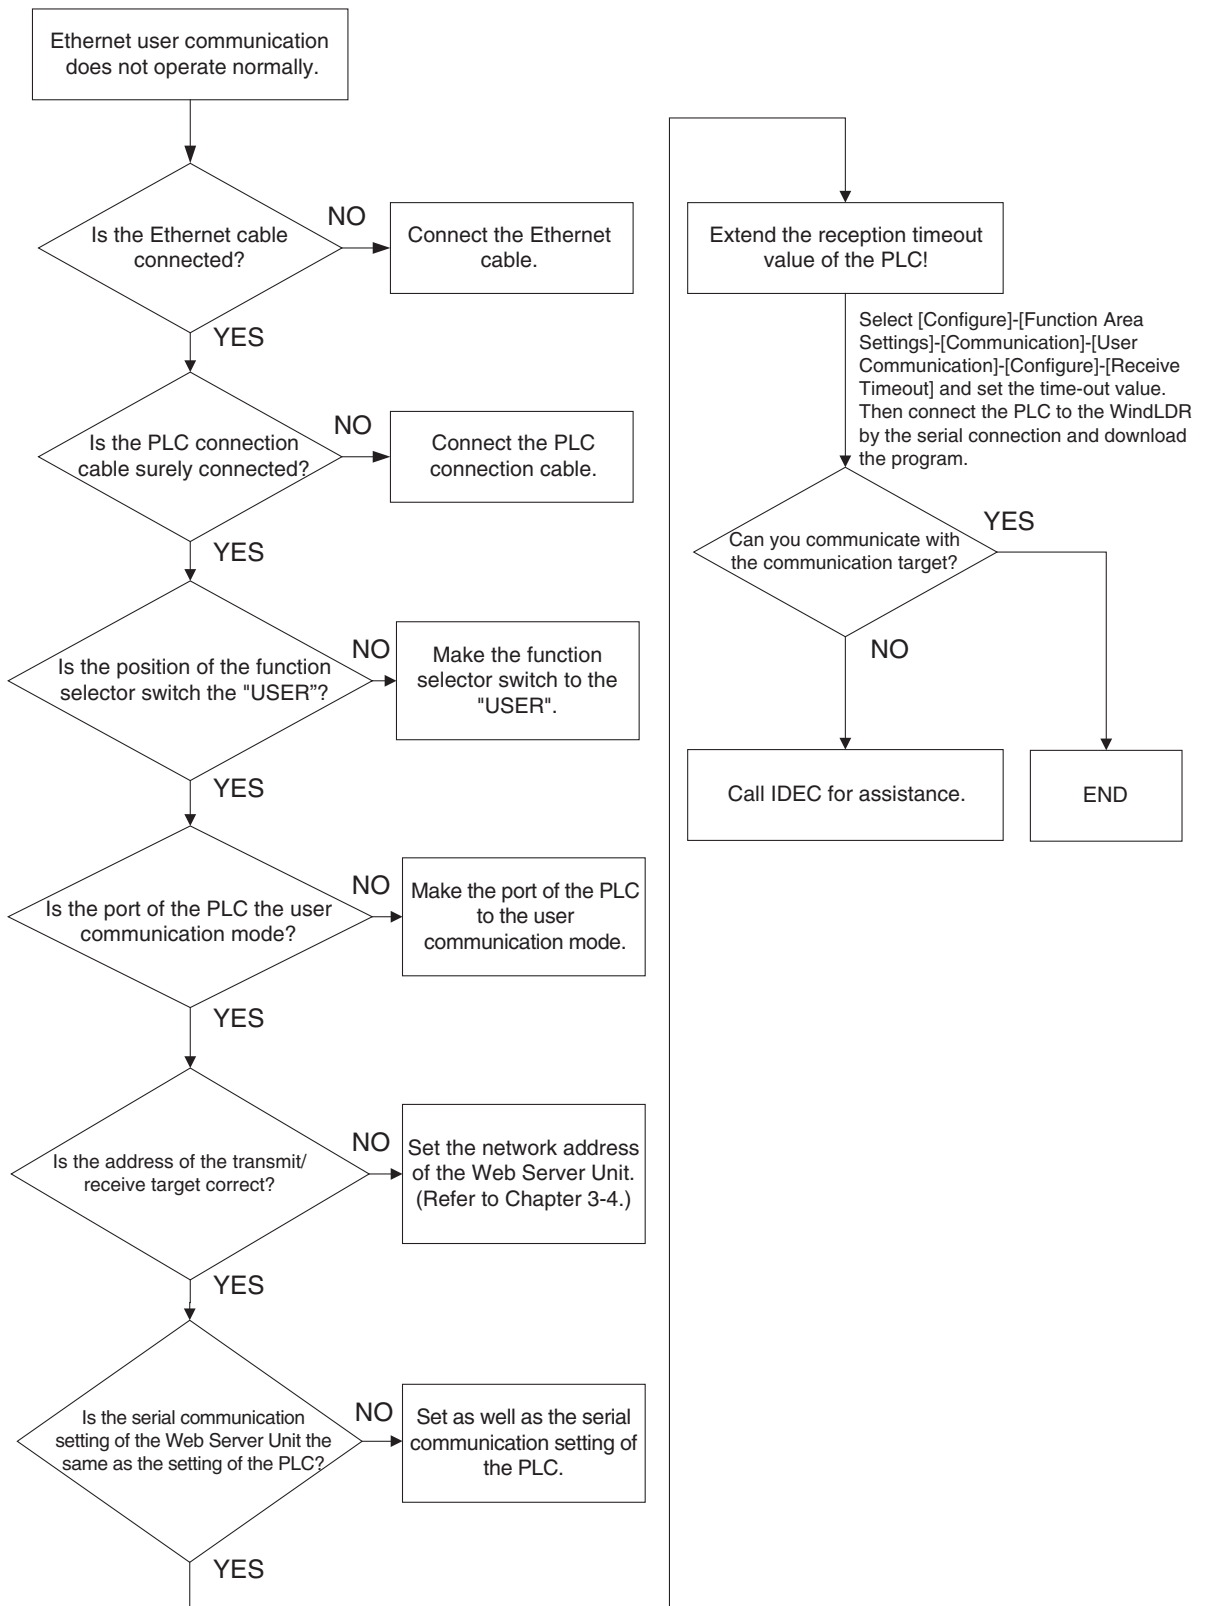 Ethernet user communication
does not operate normally.
Is the Ethernet cable
connected?
NO
Connect the Ethernet
cable.
YES
Is the PLC connection
cable surely connected?
NO
Connect the PLC
connection cable.
YES
Is the position of the function
selector switch the "USER”?
NO
Make the function
selector switch to the
"USER".
YES
Is the port of the PLC the user
communication mode?
NO
Make the port of the PLC
to the user
communication mode.
YES
Is the address of the transmit/
receive target correct?
NO
Set the network address
of the Web Server Unit.
(Refer to Chapter 3-4.)
YES
Is the serial communication
setting of the Web Server Unit the
same as the setting of the PLC?
NO
Set as well as the serial
communication setting of
the PLC.
YES
Extend the reception timeout
value of the PLC!
Select [Configure]-[Function Area
Settings]-[Communication]-[User
Communication]-[Configure]-[Receive
Timeout] and set the time-out value.
Then connect the PLC to the WindLDR
by the serial connection and download
the program.
Can you communicate with
the communication target?
YES
NO
Call IDEC for assistance.
END